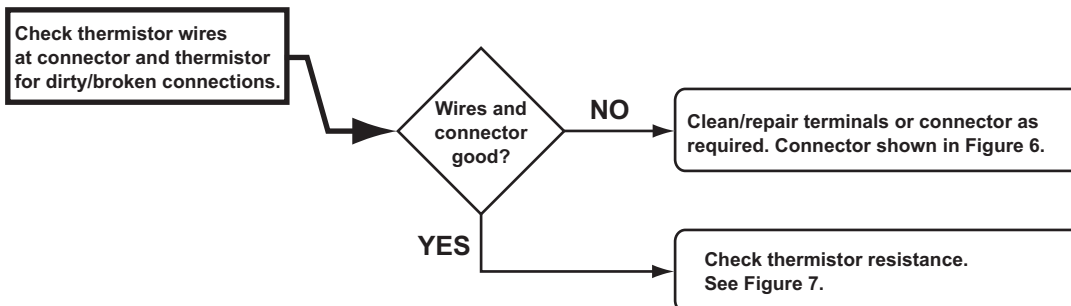 Check thermistor wires
at connector and thermistor
for dirty/broken connections.
Wires and
connector
good?
NO
Clean/repair terminals or connector as
required. Connector shown in Figure 6.
YES
Check thermistor resistance.
See Figure 7.